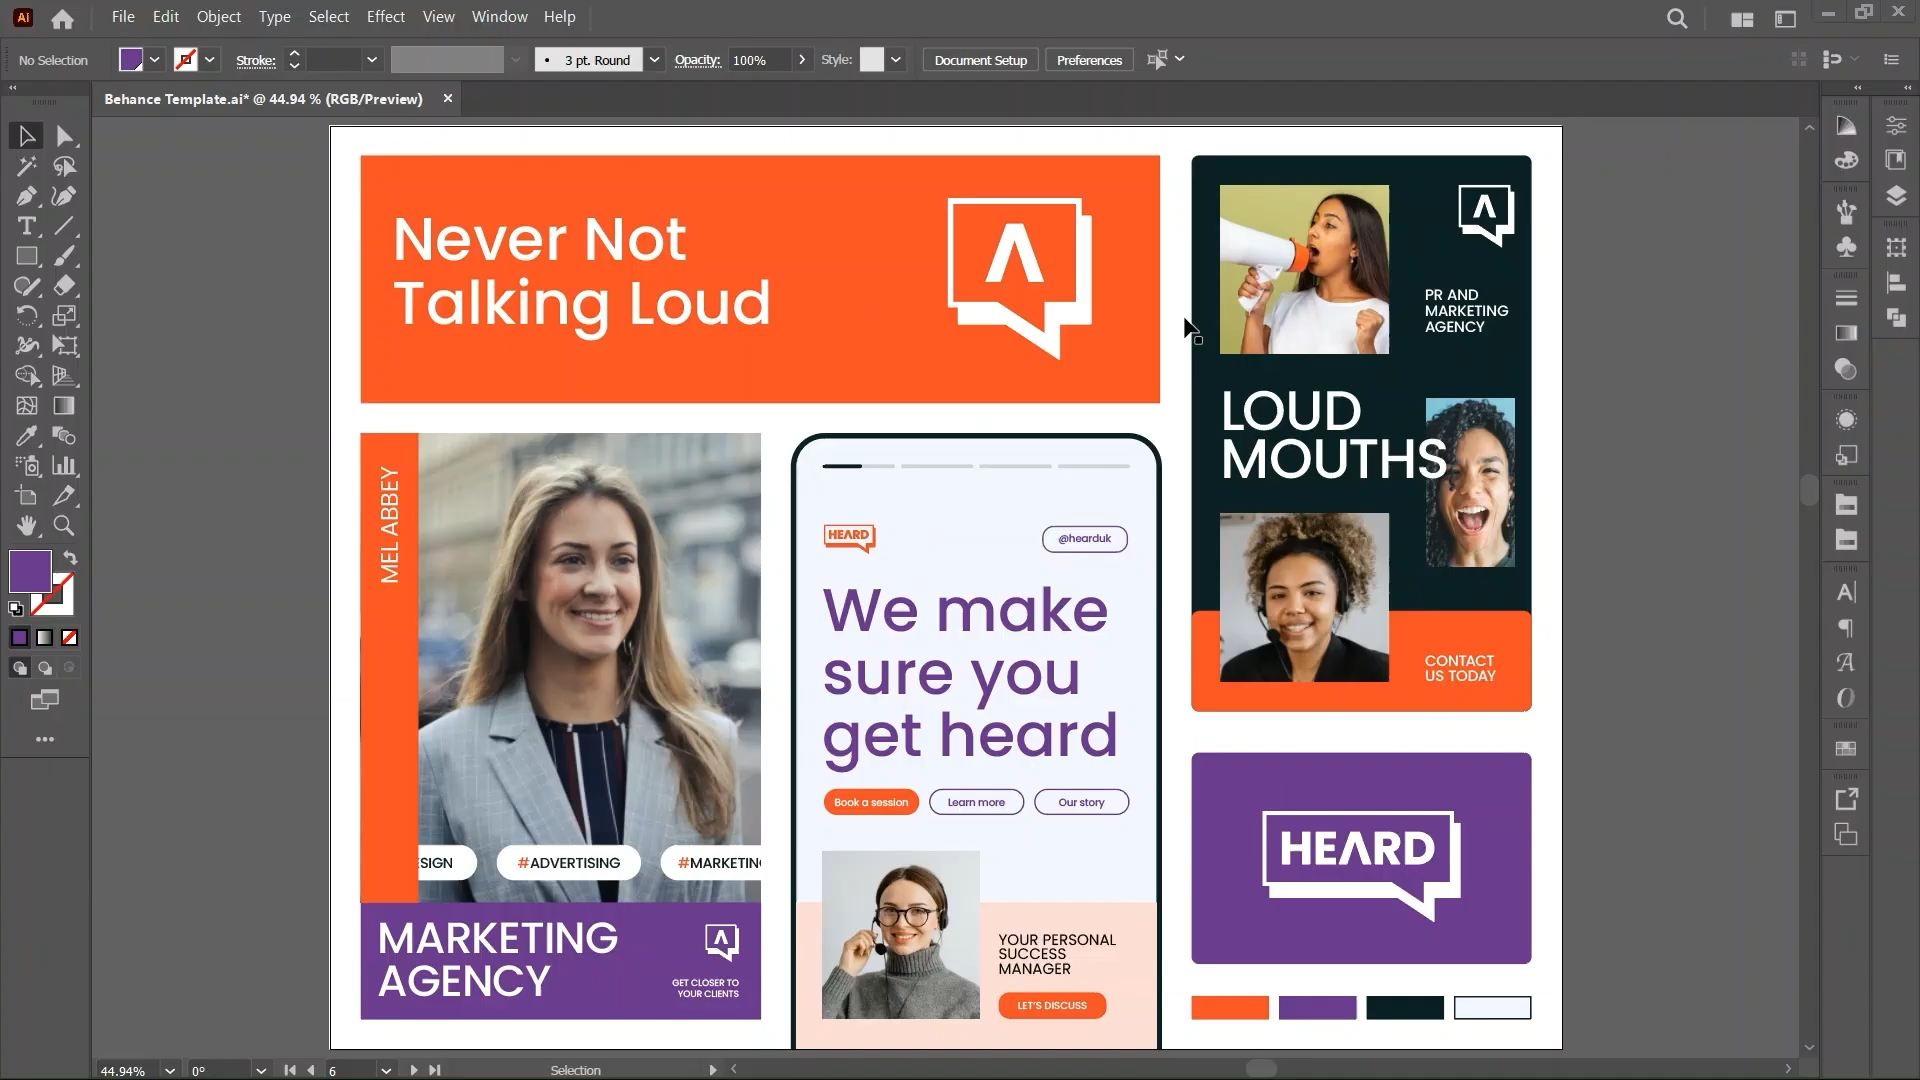 Ai
File Edit Object Type Select Effect View Window Help
No Selection
Stroke:
3 pt. Round
Opacity: 100%
Style:
Document Setup
Preferences
Behance Template.ai* @ 44.94 % (RGB/Preview) ×
Never Not
Talking Loud
PR AND
MARKETING
AGENCY
LOUD
MOUTHS
CONTACT
US TODAY
MEL ABBEY
ESIGN
#ADVERTISING
#MARKETING
MARKETING
AGENCY
GET CLOSER TO
YOUR CLIENTS
HEARD
@hearduk
We make
sure you
get heard
Book a session
Learn more
Our story
YOUR PERSONAL
SUCCESS
MANAGER
LET'S DISCUSS
HEARD
44.94%
0°
6
Selection